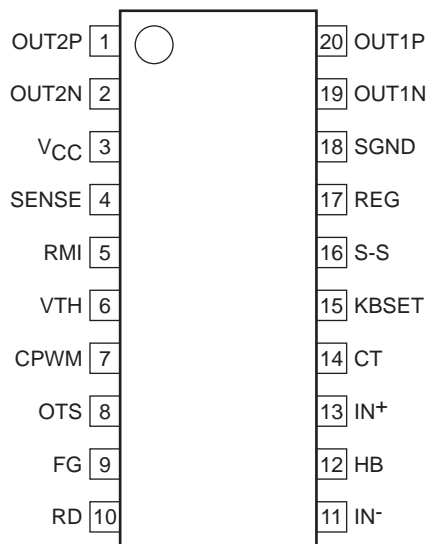 OUT2P 1 20 OUT1P
OUT2N 2 19 OUT1N
VCC 3 18 SGND
SENSE 4 17 REG
RMI 5 16 S-S
VTH 6 15 KBSET
CPWM 7 14 CT
OTS 8 13 IN+
FG 9 12 HB
RD 10 11 IN-